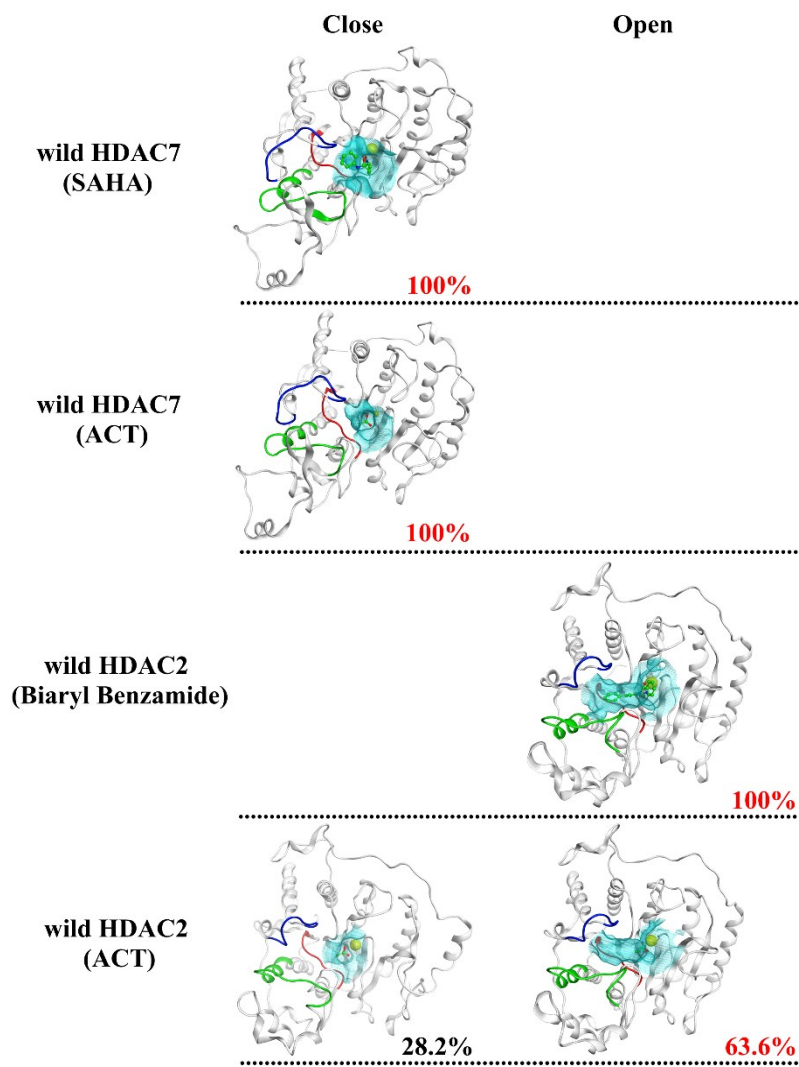 Close Open
wild HDAC7
(SAHA)
100%
wild HDAC7
(ACT)
100%
wild HDAC2
(Biaryl Benzamide)
100%
wild HDAC2
(ACT)
28.2% 63.6%